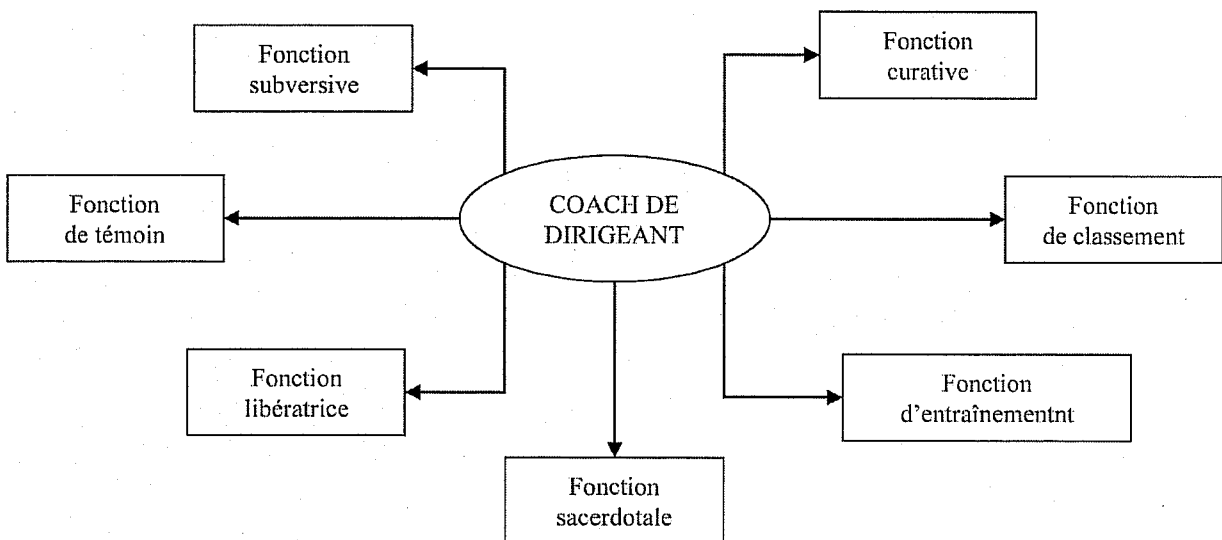 Fonction
subversive
Fonction
curative
Fonction
de témoin
COACH DE
DIRIGEANT
Fonction
de classement
Fonction
libératrice
Fonction
d'entraînementnt
Fonction
sacerdotale